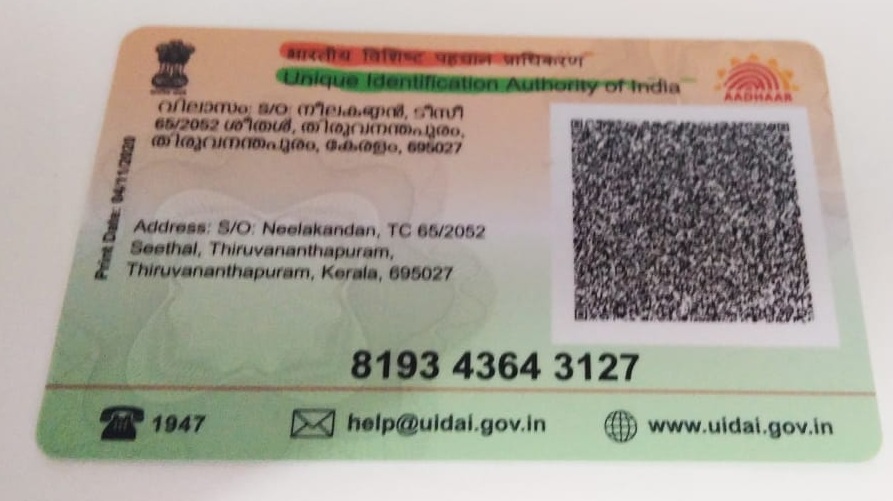 भारतीय विशिष्ट पहचान प्राधिकरण
Unique Identification Authority of India
AADHAAR
വിലാസം: S/O: നീലകണ്ഠൻ, ടീസീ
65/2052 ശീതൾ, തിരുവനന്തപുരം,
തിരുവനന്തപുരം, കേരളം, 695027
Print Date: 04/11/2020
Address: S/O: Neelakandan, TC 65/2052
Seethal, Thiruvananthapuram,
Thiruvananthapuram, Kerala, 695027
8193 4364 3127
1947
help@uidai.gov.in
www.uidai.gov.in